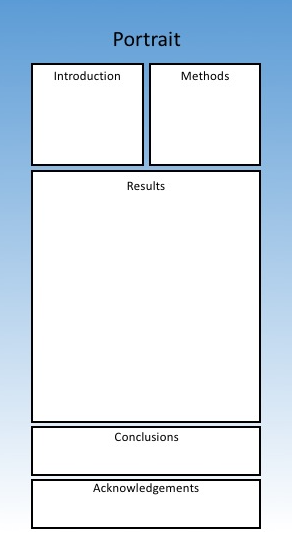 Portrait
Introduction
Methods
Results
Conclusions
Acknowledgements